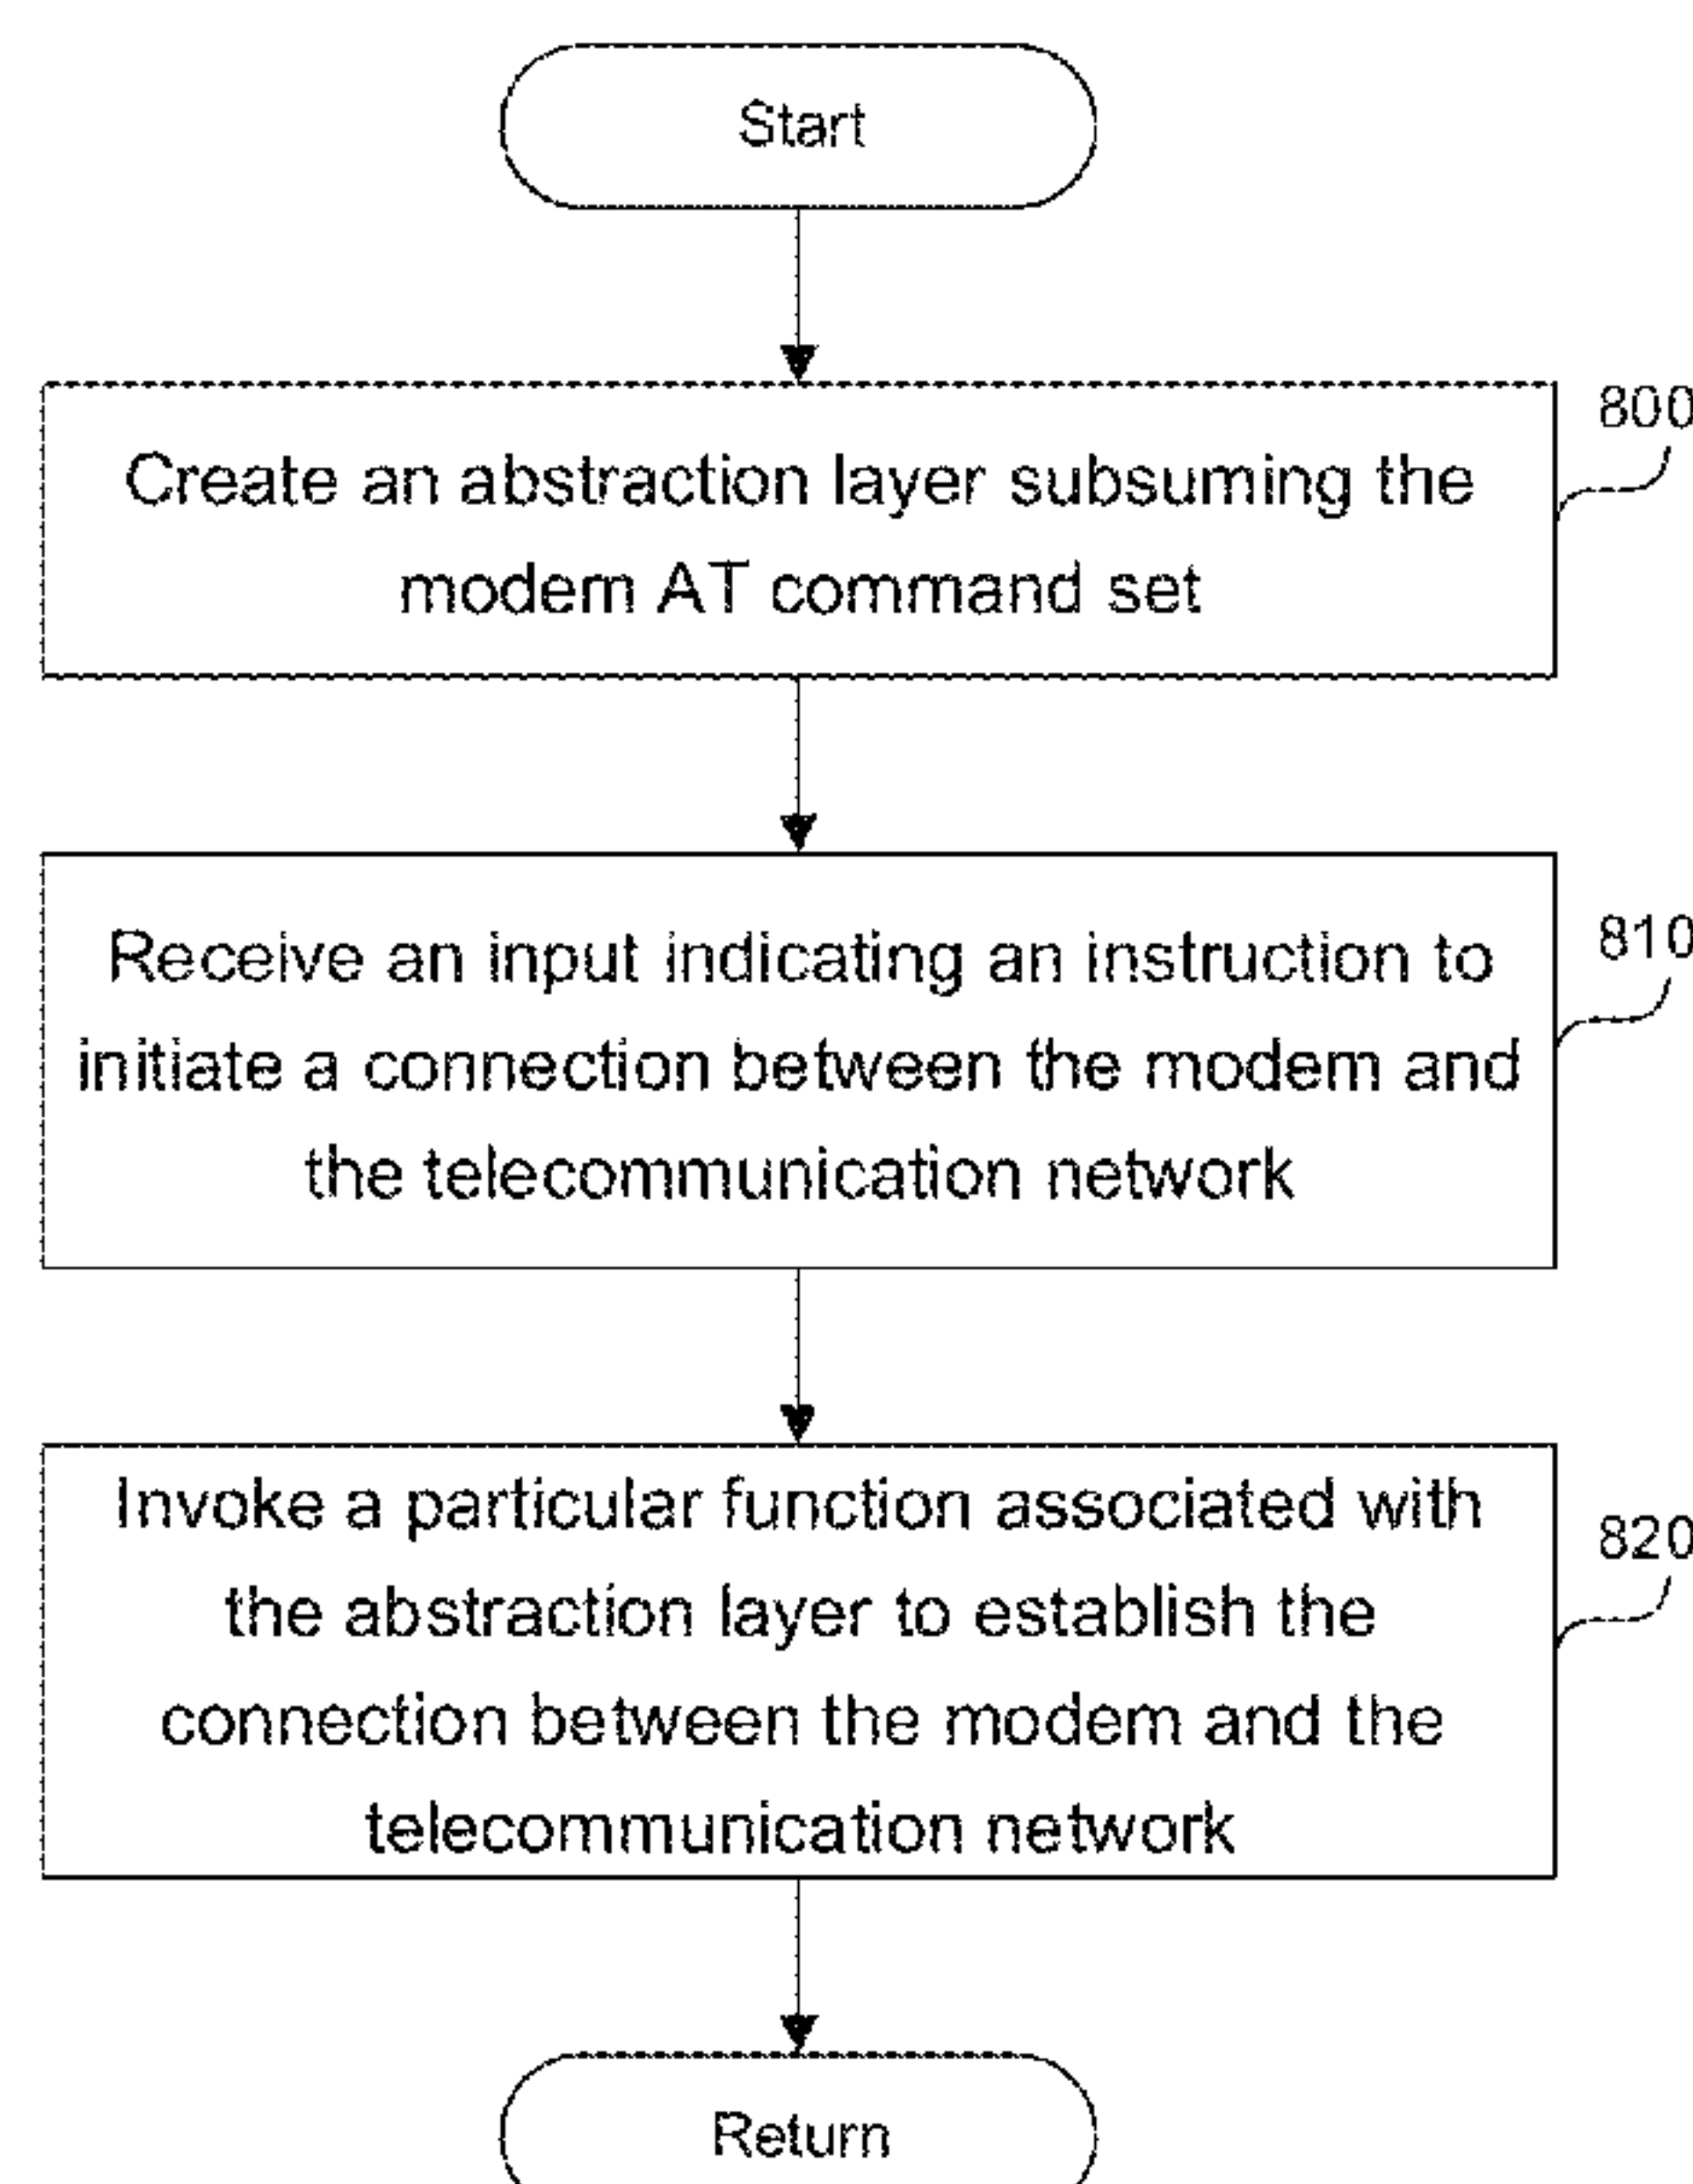 Start
800
Create an abstraction layer subsuming the
modem AT command set
810
Receive an input indicating an instruction to
initiate a connection between the modem and
the telecommunication network
820
Invoke a particular function associated with
the abstraction layer to establish the
connection between the modem and the
telecommunication network
Return